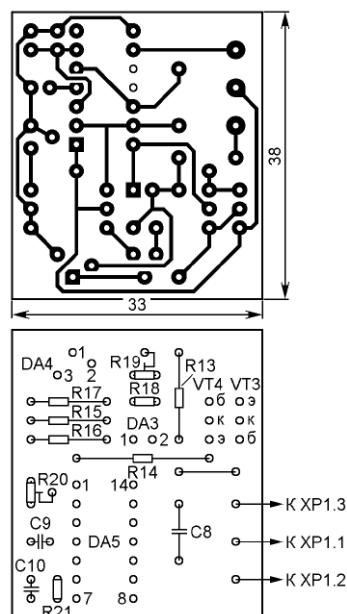 38
33
DA4
1
2
3
R19
R13
R18
VT4 VT3
R17
R15
R16
DA3
1 2
б э
к к
э б
R14
R20
1
14
К XP1.3
C9
DA5
C8
К XP1.1
C10
К XP1.2
R21
7
8